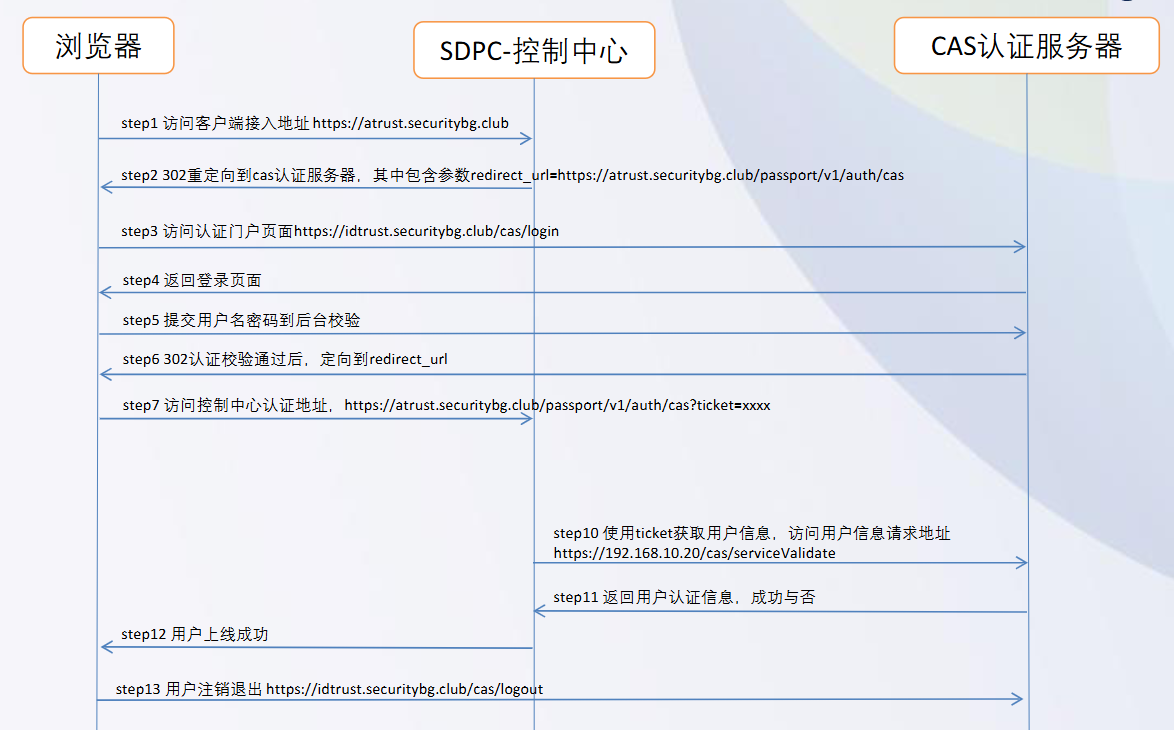 浏览器
SDPC-控制中心
CAS认证服务器
step1 访问客户端接入地址 https://atrust.securitybg.club
step2 302重定向到cas认证服务器，其中包含参数redirect_url=https://atrust.securitybg.club/passport/v1/auth/cas
step3 访问认证门户页面https://idtrust.securitybg.club/cas/login
step4 返回登录页面
step5 提交用户名密码到后台校验
step6 302认证校验通过后，定向到redirect_url
step7 访问控制中心认证地址，https://atrust.securitybg.club/passport/v1/auth/cas?ticket=xxxx
step10 使用ticket获取用户信息，访问用户信息请求地址
https://192.168.10.20/cas/serviceValidate
step11 返回用户认证信息，成功与否
step12 用户上线成功
step13 用户注销退出 https://idtrust.securitybg.club/cas/logout